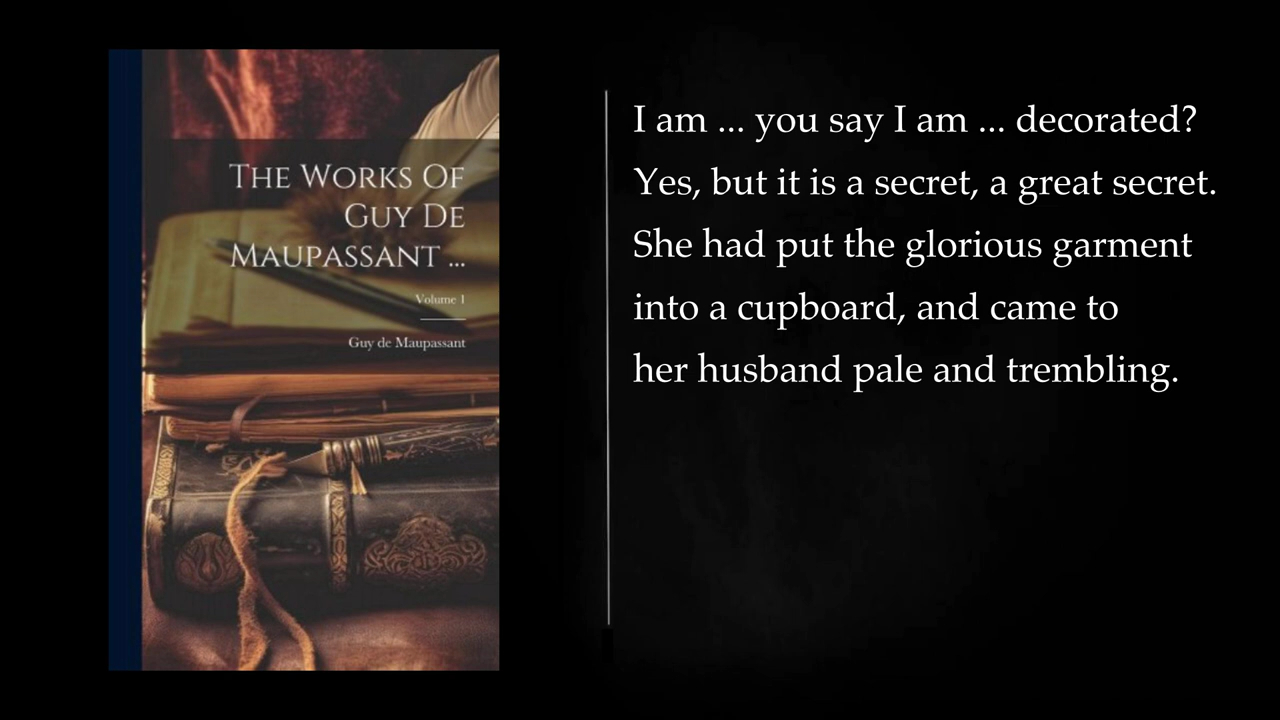 The Works Of
Guy De
Maupassant ...
Volume 1
Guy de Maupassant
I am ... you say I am ... decorated?
Yes, but it is a secret, a great secret.
She had put the glorious garment
into a cupboard, and came to
her husband pale and trembling.